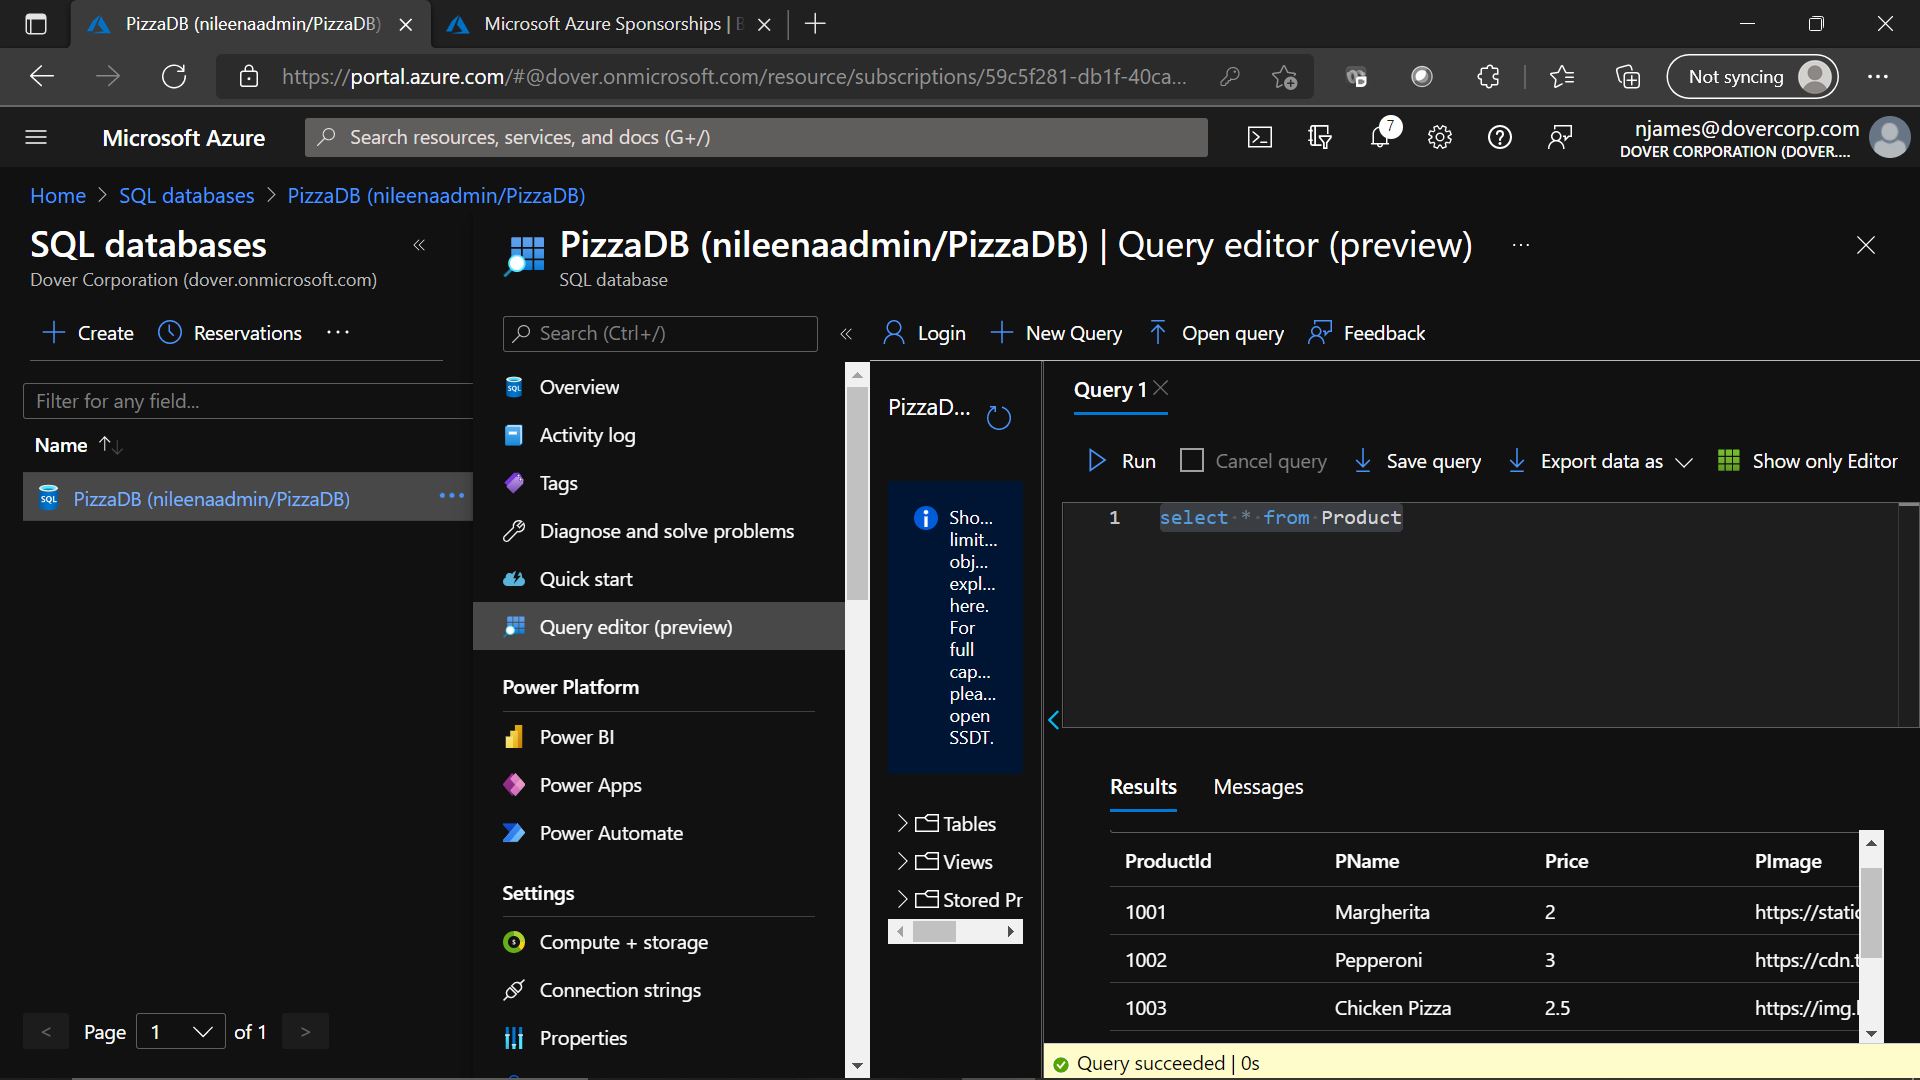 PizzaDB (nileenaadmin/PizzaDB)
Microsoft Azure Sponsorships |
https://portal.azure.com/#@dover.onmicrosoft.com/resource/subscriptions/59c5f281-db1f-40ca...
Not syncing
Microsoft Azure
Search resources, services, and docs (G+/)
7
njames@dovercorp.com
DOVER CORPORATION (DOVER....
Home > SQL databases > PizzaDB (nileenaadmin/PizzaDB)
SQL databases
«
Dover Corporation (dover.onmicrosoft.com)
Create
Reservations
...
Filter for any field...
Name ↑↓
PizzaDB (nileenaadmin/PizzaDB)
...
< Page 1 of 1 >
PizzaDB (nileenaadmin/PizzaDB) | Query editor (preview)
...
SQL database
Search (Ctrl+/)
«
Overview
Activity log
Tags
Diagnose and solve problems
Quick start
Query editor (preview)
Power Platform
Power BI
Power Apps
Power Automate
Settings
Compute + storage
Connection strings
Properties
Login
New Query
Open query
Feedback
PizzaD...
Sho...
limit...
obj...
expl...
here.
For
full
cap...
plea...
open
SSDT.
Tables
Views
Stored Pr
Query 1
Run
Cancel query
Save query
Export data as
Show only Editor
1 select * from Product
Results
Messages
ProductId PName Price PImage
1001 Margherita 2 https://static
1002 Pepperoni 3 https://cdn.t
1003 Chicken Pizza 2.5 https://img.
Query succeeded | 0s